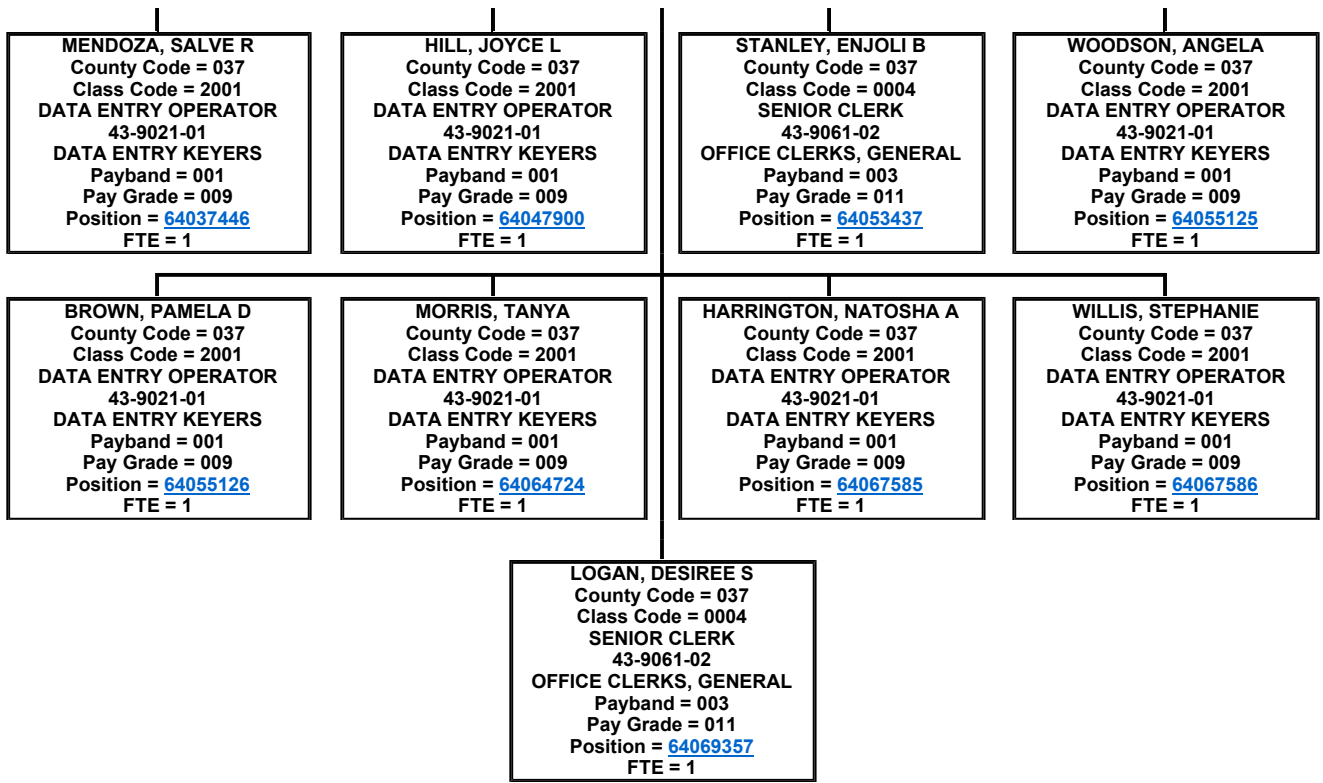 MENDOZA, SALVE R
County Code = 037
Class Code = 2001
DATA ENTRY OPERATOR
43-9021-01
DATA ENTRY KEYERS
Payband = 001
Pay Grade = 009
Position = 64037446
FTE = 1
HILL, JOYCE L
County Code = 037
Class Code = 2001
DATA ENTRY OPERATOR
43-9021-01
DATA ENTRY KEYERS
Payband = 001
Pay Grade = 009
Position = 64047900
FTE = 1
STANLEY, ENJOLI B
County Code = 037
Class Code = 0004
SENIOR CLERK
43-9061-02
OFFICE CLERKS, GENERAL
Payband = 003
Pay Grade = 011
Position = 64053437
FTE = 1
WOODSON, ANGELA
County Code = 037
Class Code = 2001
DATA ENTRY OPERATOR
43-9021-01
DATA ENTRY KEYERS
Payband = 001
Pay Grade = 009
Position = 64055125
FTE = 1
BROWN, PAMELA D
County Code = 037
Class Code = 2001
DATA ENTRY OPERATOR
43-9021-01
DATA ENTRY KEYERS
Payband = 001
Pay Grade = 009
Position = 64055126
FTE = 1
MORRIS, TANYA
County Code = 037
Class Code = 2001
DATA ENTRY OPERATOR
43-9021-01
DATA ENTRY KEYERS
Payband = 001
Pay Grade = 009
Position = 64064724
FTE = 1
HARRINGTON, NATOSHA A
County Code = 037
Class Code = 2001
DATA ENTRY OPERATOR
43-9021-01
DATA ENTRY KEYERS
Payband = 001
Pay Grade = 009
Position = 64067585
FTE = 1
WILLIS, STEPHANIE
County Code = 037
Class Code = 2001
DATA ENTRY OPERATOR
43-9021-01
DATA ENTRY KEYERS
Payband = 001
Pay Grade = 009
Position = 64067586
FTE = 1
LOGAN, DESIREE S
County Code = 037
Class Code = 0004
SENIOR CLERK
43-9061-02
OFFICE CLERKS, GENERAL
Payband = 003
Pay Grade = 011
Position = 64069357
FTE = 1